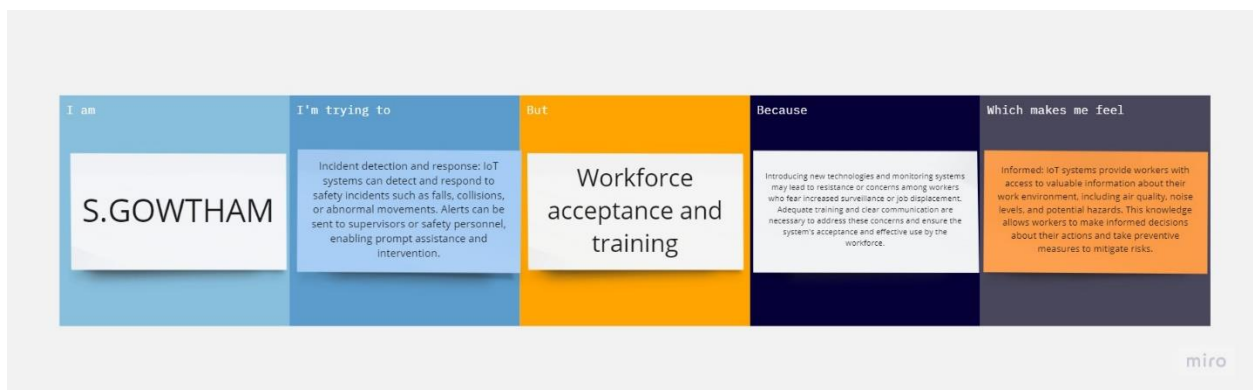 I am
S.GOWTHAM
I'm trying to
Incident detection and response: IoT
systems can detect and respond to
safety incidents such as falls, collisions,
or abnormal movements. Alerts can be
sent to supervisors or safety personnel,
enabling prompt assistance and
intervention.
But
Workforce
acceptance and
training
Because
Introducing new technologies and monitoring systems
may lead to resistance or concerns among workers
who fear increased surveillance or job displacement.
Adequate training and clear communication are
necessary to address these concerns and ensure the
system's acceptance and effective use by the
workforce.
Which makes me feel
Informed: IoT systems provide workers with
access to valuable information about their
work environment, including air quality, noise
levels, and potential hazards. This knowledge
allows workers to make informed decisions
about their actions and take preventive
measures to mitigate risks.
miro